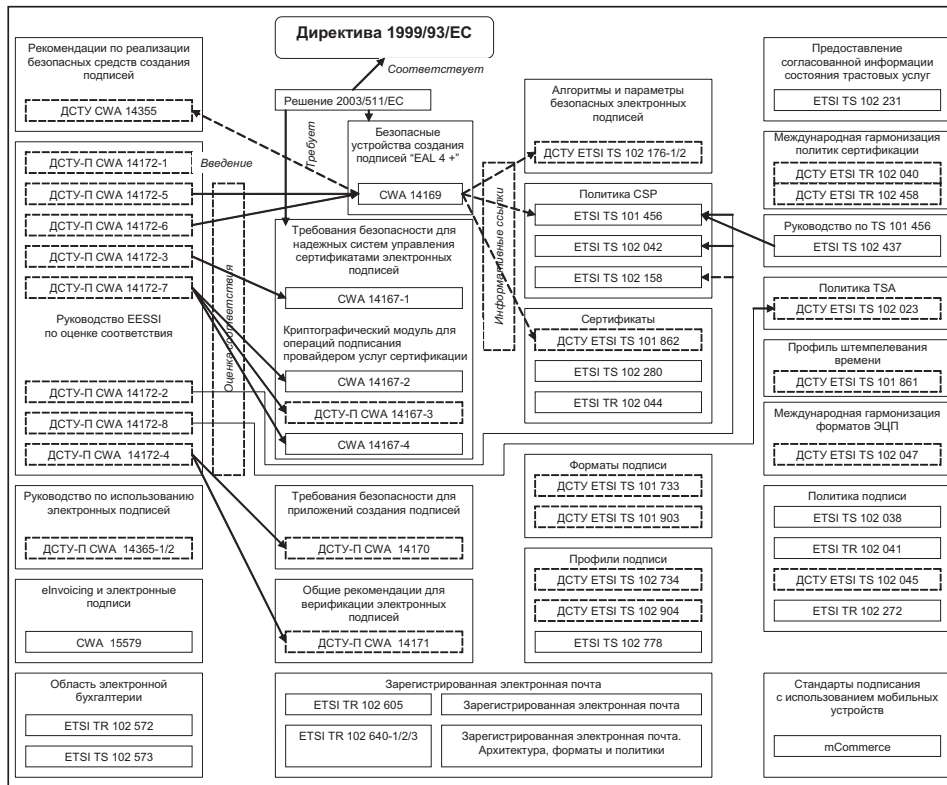 Директива 1999/93/ЕС
Соответствует
Решение 2003/511/ЕС
Требует
Рекомендации по реализации
безопасных средств создания
подписей
ДСТУ CWA 14355
ДСТУ-П CWA 14172-1
Введение
ДСТУ-П CWA 14172-5
ДСТУ-П CWA 14172-6
ДСТУ-П CWA 14172-3
ДСТУ-П CWA 14172-7
Руководство EESSI
по оценке соответствия
ДСТУ-П CWA 14172-2
ДСТУ-П CWA 14172-8
ДСТУ-П CWA 14172-4
Оценка соответствия
Руководство по использованию
электронных подписей
ДСТУ-П CWA 14365-1/2
eInvoicing и электронные
подписи
CWA 15579
Область электронной
бухгалтерии
ETSI TR 102 572
ETSI TS 102 573
Безопасные
устройства создания
подписей “EAL 4 +”
CWA 14169
Требования безопасности для
надежных систем управления
сертификатами электронных
подписей
CWA 14167-1
Криптографический модуль для
операций подписания
провайдером услуг сертификации
CWA 14167-2
ДСТУ-П CWA 14167-3
CWA 14167-4
Требования безопасности для
приложений создания подписей
ДСТУ-П CWA 14170
Общие рекомендации для
верификации электронных
подписей
ДСТУ-П CWA 14171
Информативные ссылки
Алгоритмы и параметры
безопасных электронных
подписей
ДСТУ ETSI TS 102 176-1/2
Политика CSP
ETSI TS 101 456
ETSI TS 102 042
ETSI TS 102 158
Сертификаты
ДСТУ ETSI TS 101 862
ETSI TS 102 280
ETSI TR 102 044
Форматы подписи
ДСТУ ETSI TS 101 733
ДСТУ ETSI TS 101 903
Профили подписи
ДСТУ ETSI TS 102 734
ДСТУ ETSI TS 102 904
ETSI TS 102 778
Зарегистрированная электронная почта
ETSI TR 102 605
Зарегистрированная электронная почта
ETSI TR 102 640-1/2/3
Зарегистрированная электронная почта.
Архитектура, форматы и политики
Предоставление
согласованной информации
состояния трастовых услуг
ETSI TS 102 231
Международная гармонизация
политик сертификации
ДСТУ ETSI TR 102 040
ДСТУ ETSI TR 102 458
Руководство по TS 101 456
ETSI TS 102 437
Политика TSA
ДСТУ ETSI TS 102 023
Профиль штемпелевания
времени
ДСТУ ETSI TS 101 861
Международная гармонизация
форматов ЭЦП
ДСТУ ETSI TS 102 047
Политика подписи
ETSI TS 102 038
ETSI TR 102 041
ДСТУ ETSI TS 102 045
ETSI TR 102 272
Стандарты подписания
с использованием мобильных
устройств
mCommerce